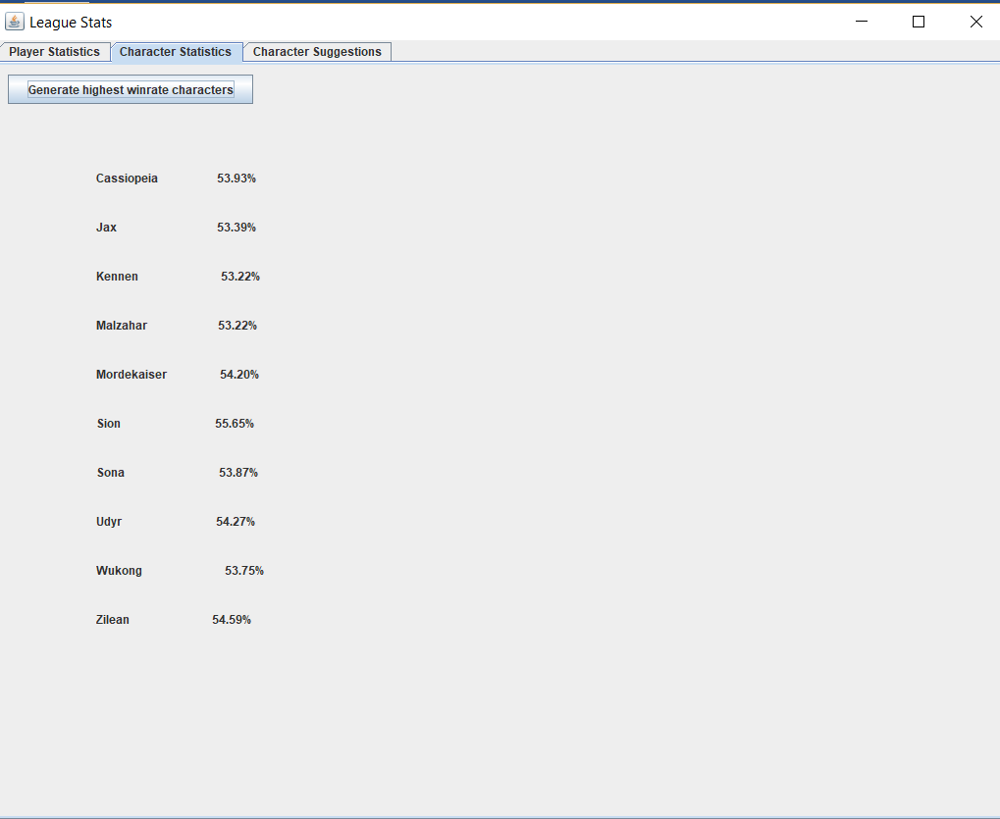 League Stats
Player Statistics Character Statistics Character Suggestions
Generate highest winrate characters
Cassiopeia 53.93%
Jax 53.39%
Kennen 53.22%
Malzahar 53.22%
Mordekaiser 54.20%
Sion 55.65%
Sona 53.87%
Udyr 54.27%
Wukong 53.75%
Zilean 54.59%